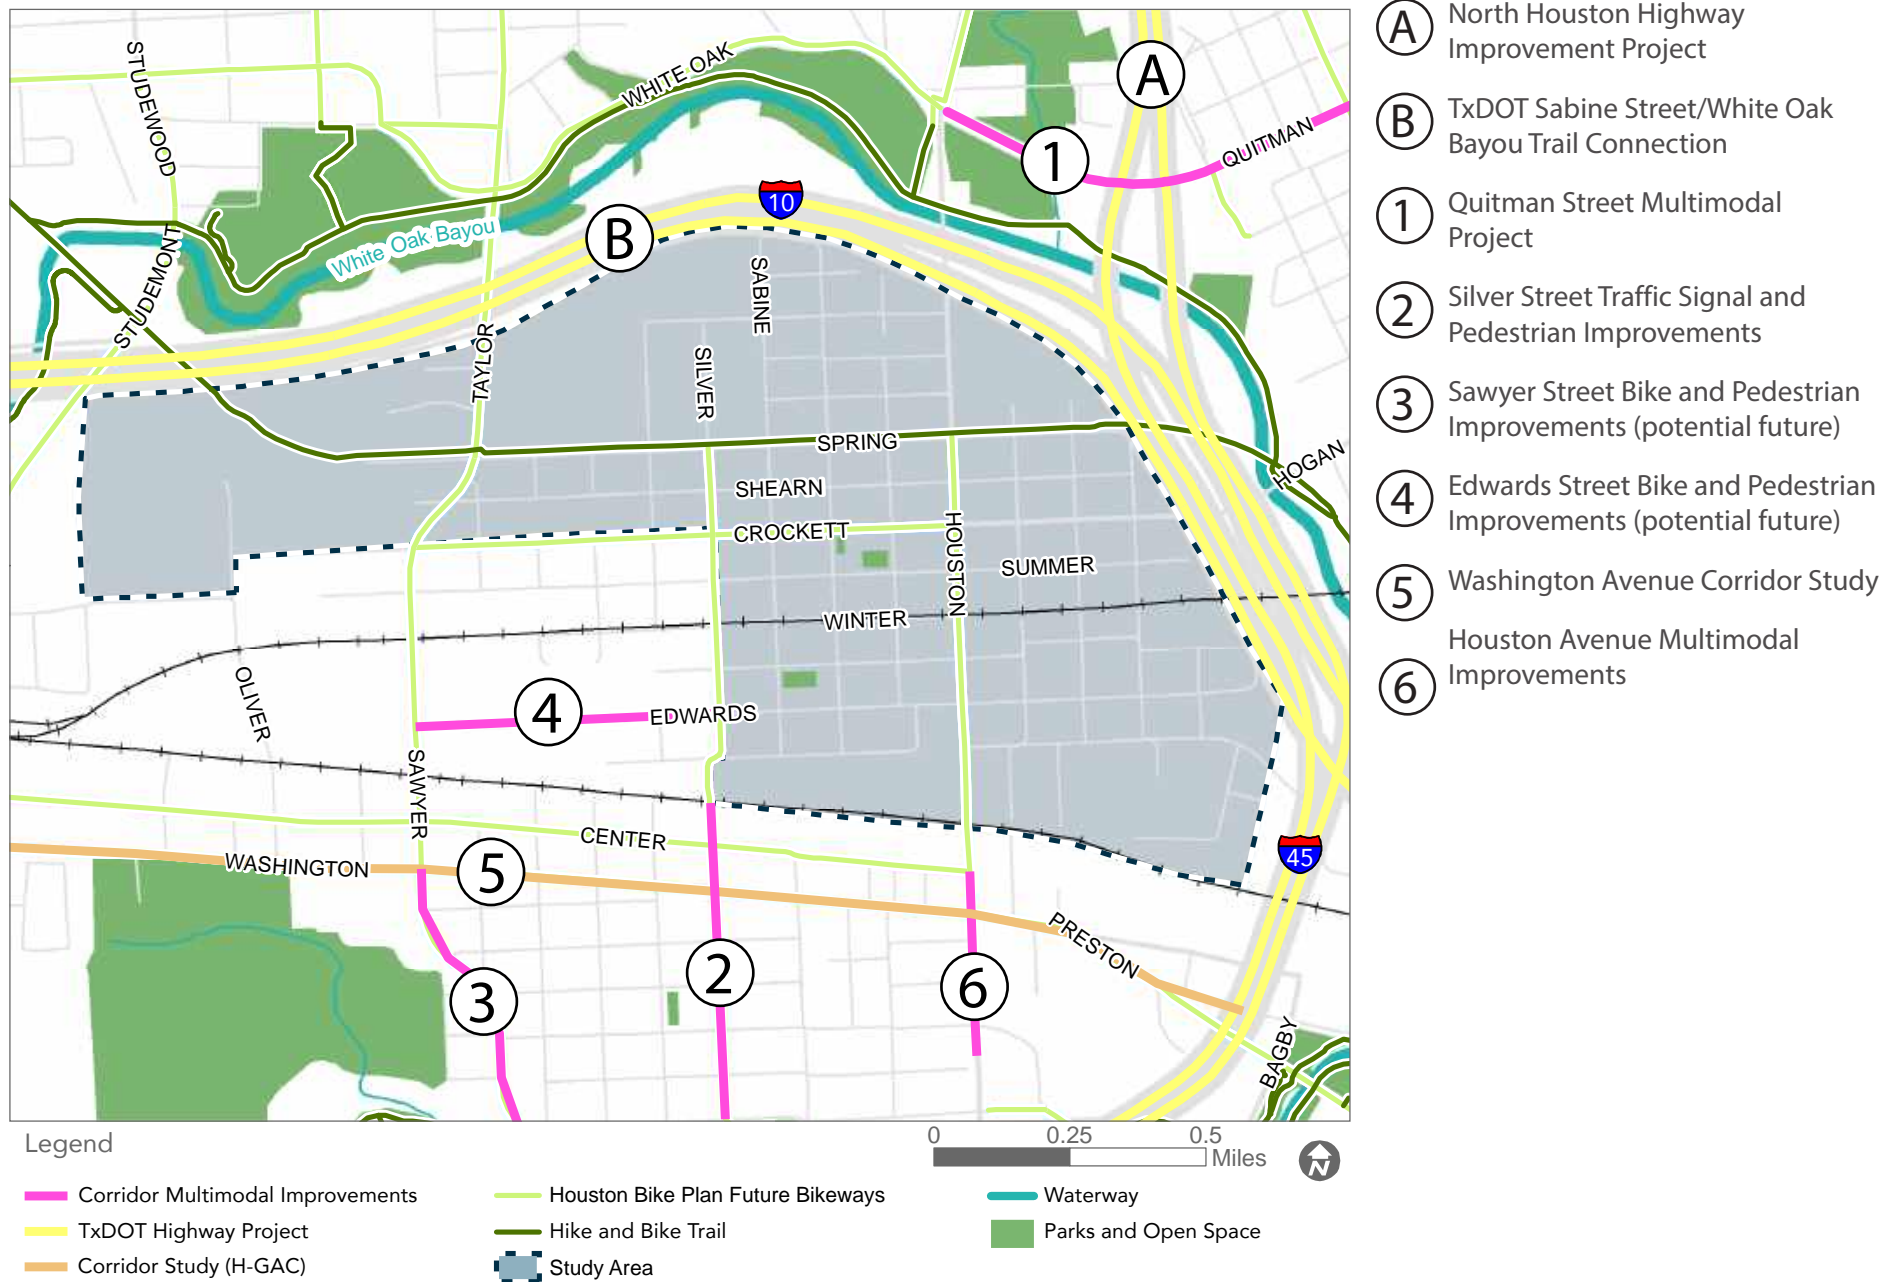 STUDEWOOD
WHITE OAK
A
1
QUITMAN
10
B
White Oak Bayou
STUDEMONT
SABINE
TAYLOR
SILVER
SPRING
HOGAN
SHEARN
CROCKETT
HOUSTON
SUMMER
WINTER
OLIVER
4
EDWARDS
SAWYER
CENTER
45
WASHINGTON
5
PRESTON
3
2
6
BAGBY
A North Houston Highway
Improvement Project
B TxDOT Sabine Street/White Oak
Bayou Trail Connection
1 Quitman Street Multimodal
Project
2 Silver Street Traffic Signal and
Pedestrian Improvements
3 Sawyer Street Bike and Pedestrian
Improvements (potential future)
4 Edwards Street Bike and Pedestrian
Improvements (potential future)
5 Washington Avenue Corridor Study
6 Houston Avenue Multimodal
Improvements
Legend
0 0.25 0.5
Miles
N
Corridor Multimodal Improvements
TxDOT Highway Project
Corridor Study (H-GAC)
Houston Bike Plan Future Bikeways
Hike and Bike Trail
Study Area
Waterway
Parks and Open Space